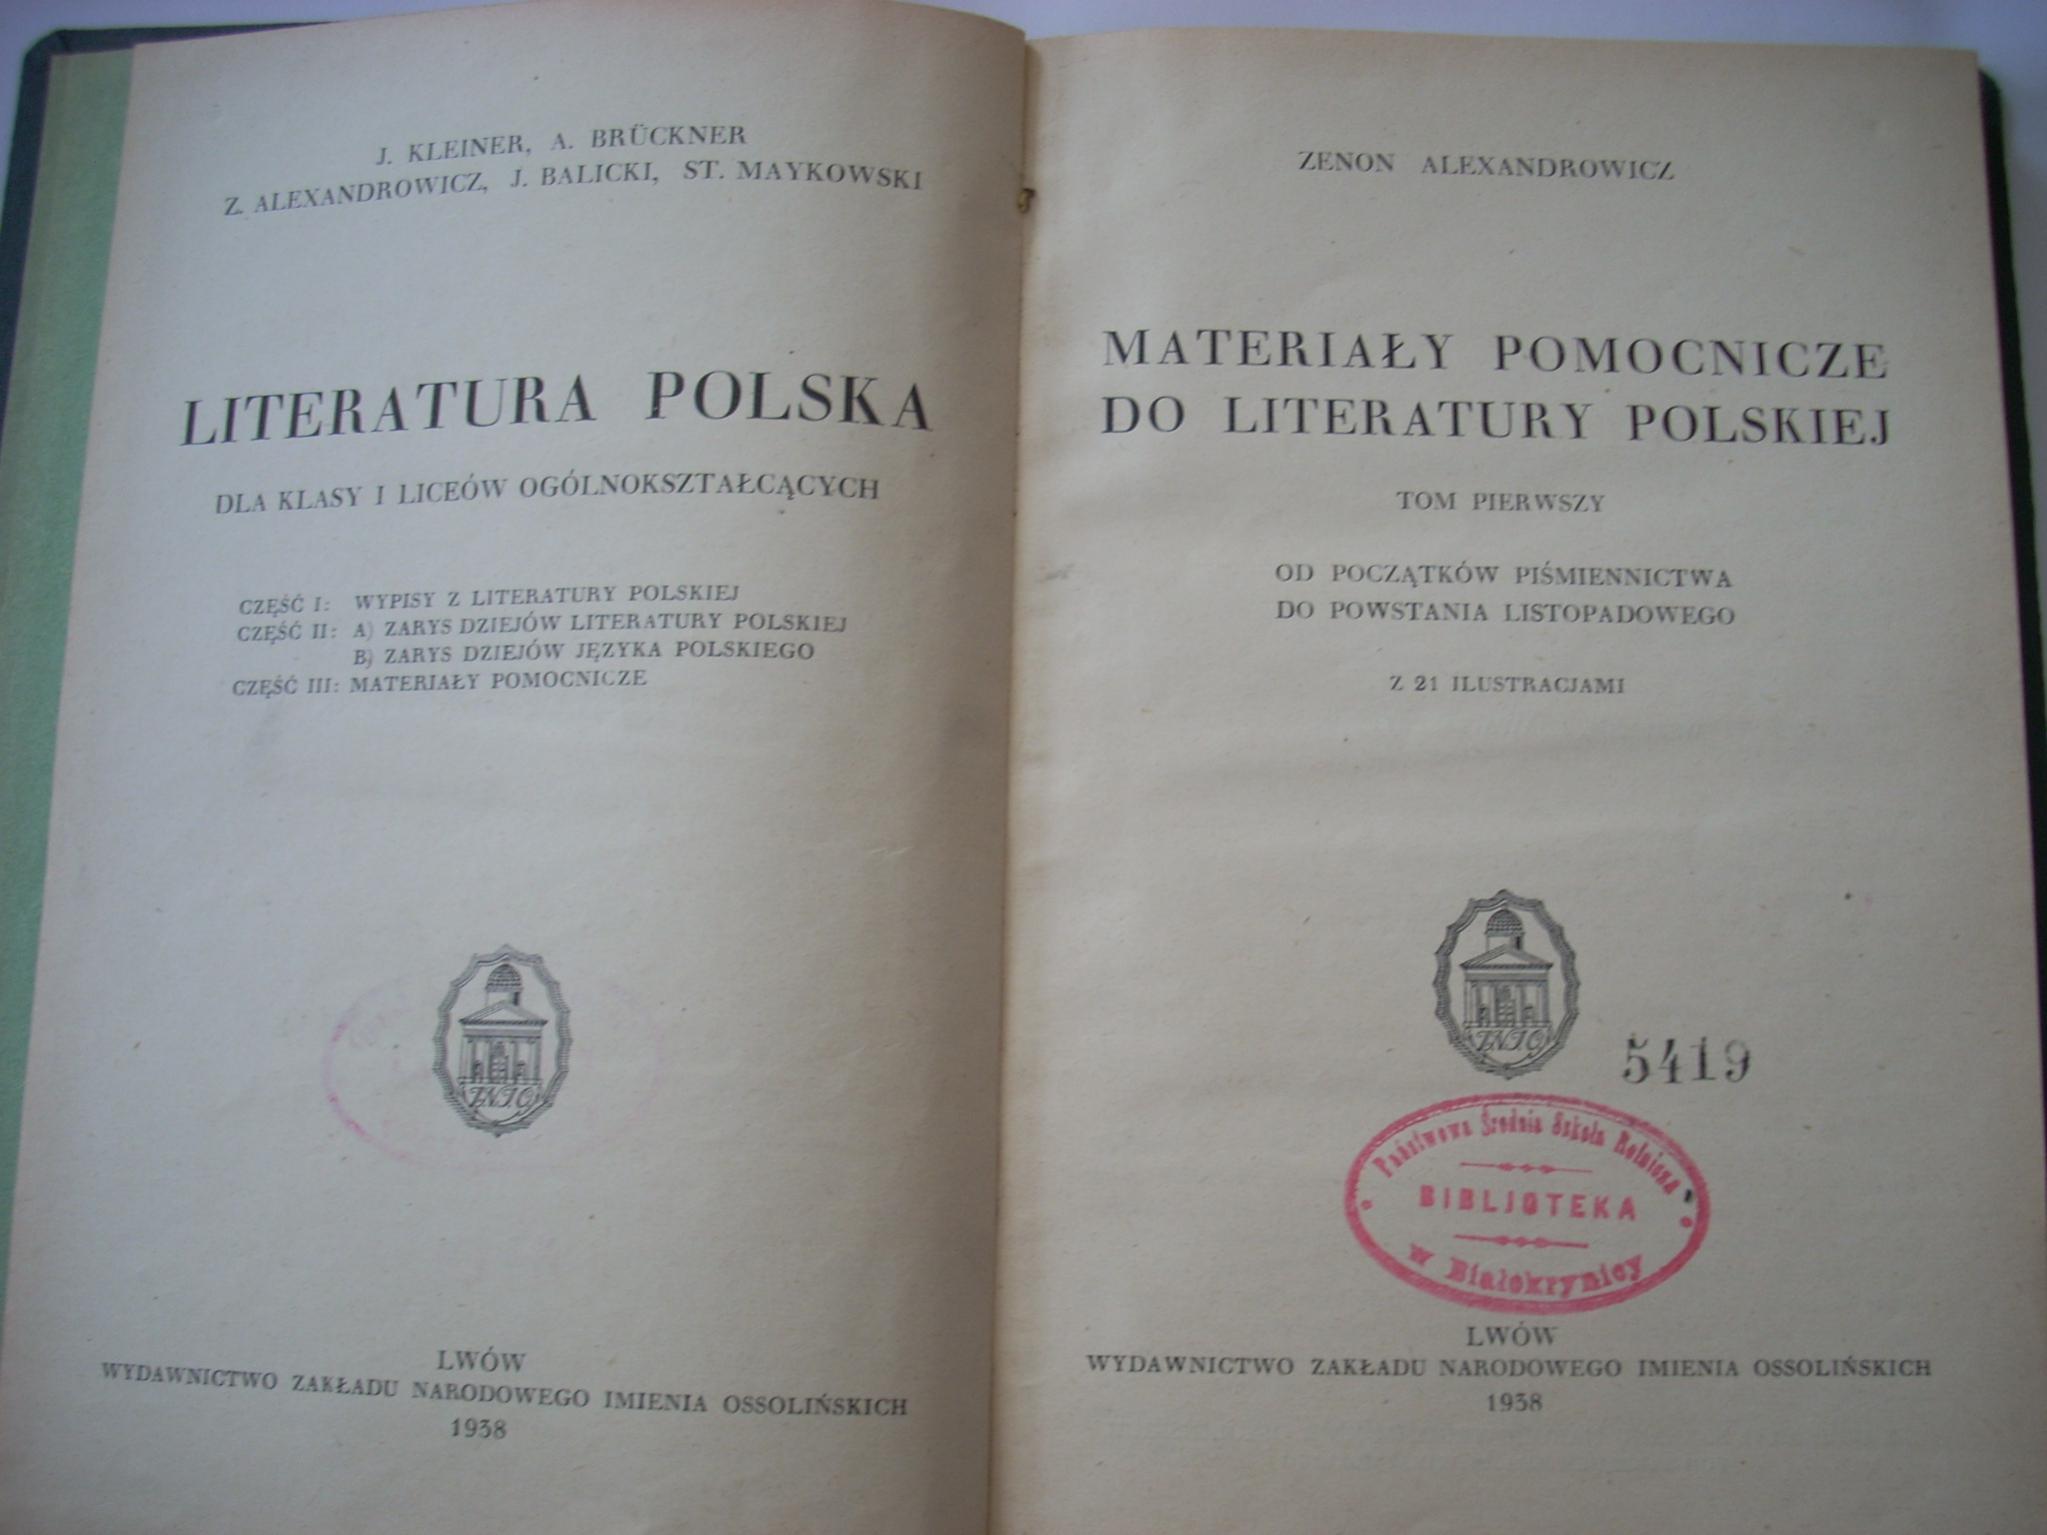 J. KLEINER, A. BRÜCKNER
Z. ALEXANDROWICZ, J. BALICKI, ST. MAYKOWSKI
LITERATURA POLSKA
DLA KLASY I LICEÓW OGÓLNOKSZTAŁCĄCYCH
CZĘŚĆ I: WYPISY Z LITERATURY POLSKIEJ
CZĘŚĆ II: A) ZARYS DZIEJÓW LITERATURY POLSKIEJ
B) ZARYS DZIEJÓW JĘZYKA POLSKIEGO
CZĘŚĆ III: MATERIAŁY POMOCNICZE
Z.N.I.O.
LWÓW
WYDAWNICTWO ZAKŁADU NARODOWEGO IMIENIA OSSOLIŃSKICH
1938
ZENON ALEXANDROWICZ
MATERIAŁY POMOCNICZE
DO LITERATURY POLSKIEJ
TOM PIERWSZY
OD POCZĄTKÓW PIŚMIENNICTWA
DO POWSTANIA LISTOPADOWEGO
Z 21 ILUSTRACJAMI
Z.N.I.O.
5419
Państwowa Średnia Szkoła Rolnicza
BIBLJOTEKA
w Białokrynicy
LWÓW
WYDAWNICTWO ZAKŁADU NARODOWEGO IMIENIA OSSOLIŃSKICH
1938